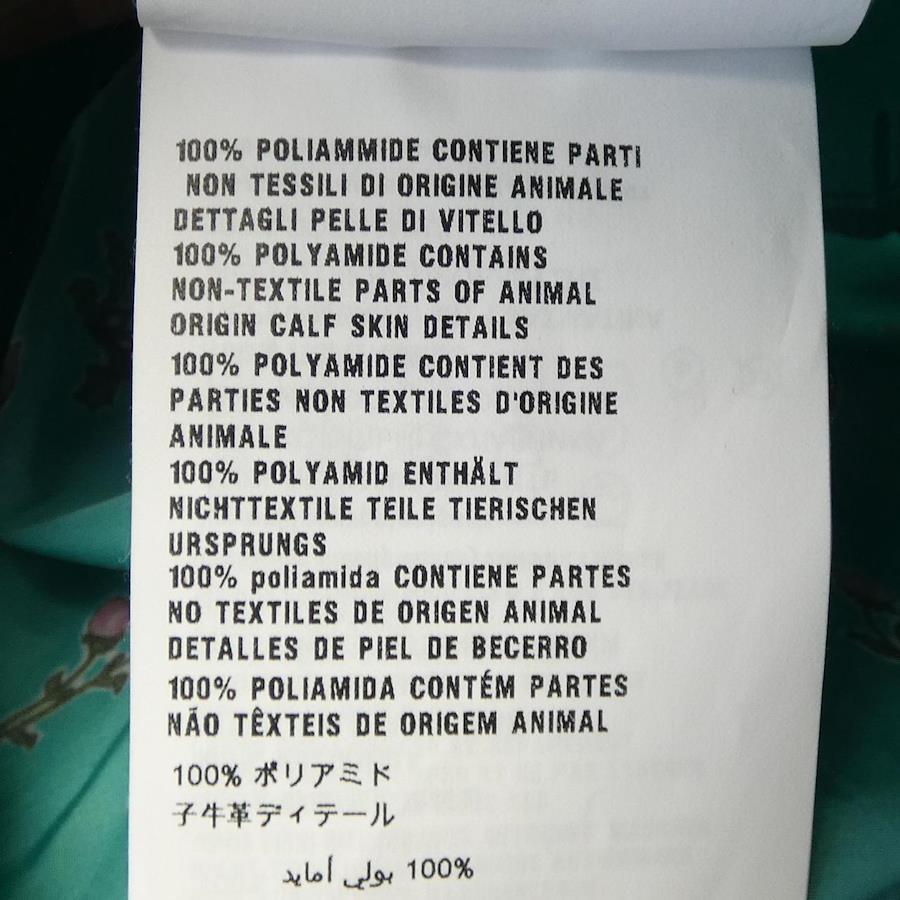 100% POLIAMMIDE CONTIENE PARTI
NON TESSILI DI ORIGINE ANIMALE
DETTAGLI PELLE DI VITELLO
100% POLYAMIDE CONTAINS
NON-TEXTILE PARTS OF ANIMAL
ORIGIN CALF SKIN DETAILS
100% POLYAMIDE CONTIENT DES
PARTIES NON TEXTILES D'ORIGINE
ANIMALE
100% POLYAMID ENTHÄLT
NICHTTEXTILE TEILE TIERISCHEN
URSPRUNGS
100% poliamida CONTIENE PARTES
NO TEXTILES DE ORIGEN ANIMAL
DETALLES DE PIEL DE BECERRO
100% POLIAMIDA CONTÉM PARTES
NÃO TÊXTEIS DE ORIGEM ANIMAL
100% ポリアミド
子牛革ディテール
100% بولي أمايد